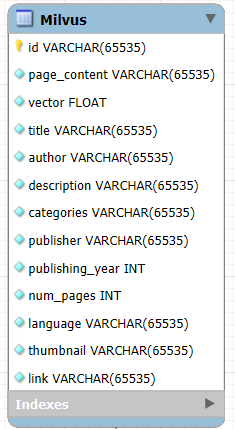 Milvus
id VARCHAR(65535)
page_content VARCHAR(65535)
vector FLOAT
title VARCHAR(65535)
author VARCHAR(65535)
description VARCHAR(65535)
categories VARCHAR(65535)
publisher VARCHAR(65535)
publishing_year INT
num_pages INT
language VARCHAR(65535)
thumbnail VARCHAR(65535)
link VARCHAR(65535)
Indexes